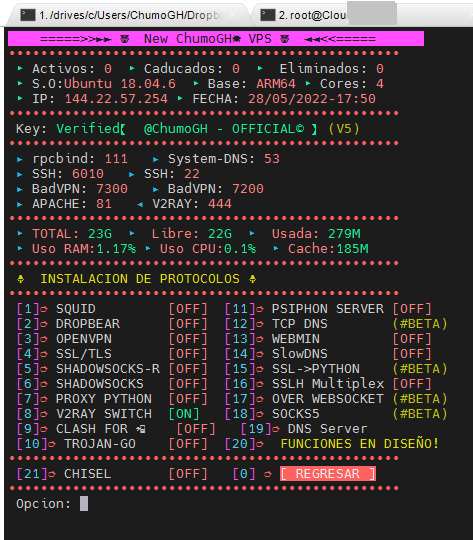 1. /drives/c/Users/ChumoGH/Dropbo
2. root@Cloud
=====>>►► New ChumoGH VPS ◄◄<<=====
‣ Activos: 0 ‣ Caducados: 0 ‣ Eliminados: 0
‣ S.O:Ubuntu 18.04.6 ‣ Base: ARM64 ‣ Cores: 4
‣ IP: 144.22.57.254 ‣ FECHA: 28/05/2022-17:50
Key: Verified【 @ChumoGH - OFFICIAL© 】 (V5)
► rpcbind: 111 ► System-DNS: 53
► SSH: 6010 ► SSH: 22
► BadVPN: 7300 ► BadVPN: 7200
► APACHE: 81 ◄ V2RAY: 444
‣ TOTAL: 23G ‣ Libre: 22G ‣ Usada: 279M
‣ Uso RAM:1.17% ‣ Uso CPU:0.1% ‣ Cache:185M
INSTALACION DE PROTOCOLOS
[1]➮ SQUID [OFF] [11]➮ PSIPHON SERVER [OFF]
[2]➮ DROPBEAR [OFF] [12]➮ TCP DNS (#BETA)
[3]➮ OPENVPN [OFF] [13]➮ WEBMIN [OFF]
[4]➮ SSL/TLS [OFF] [14]➮ SlowDNS [OFF]
[5]➮ SHADOWSOCKS-R [OFF] [15]➮ SSL->PYTHON (#BETA)
[6]➮ SHADOWSOCKS [OFF] [16]➮ SSLH Multiplex [OFF]
[7]➮ PROXY PYTHON [OFF] [17]➮ OVER WEBSOCKET (#BETA)
[8]➮ V2RAY SWITCH [ON] [18]➮ SOCKS5 (#BETA)
[9]➮ CLASH FOR 📲 [OFF] [19]➮ DNS Server
[10]➮ TROJAN-GO [OFF] [20]➮ FUNCIONES EN DISEÑO!
[21]➮ CHISEL [OFF] [0] ➮ [ REGRESAR ]
Opcion: